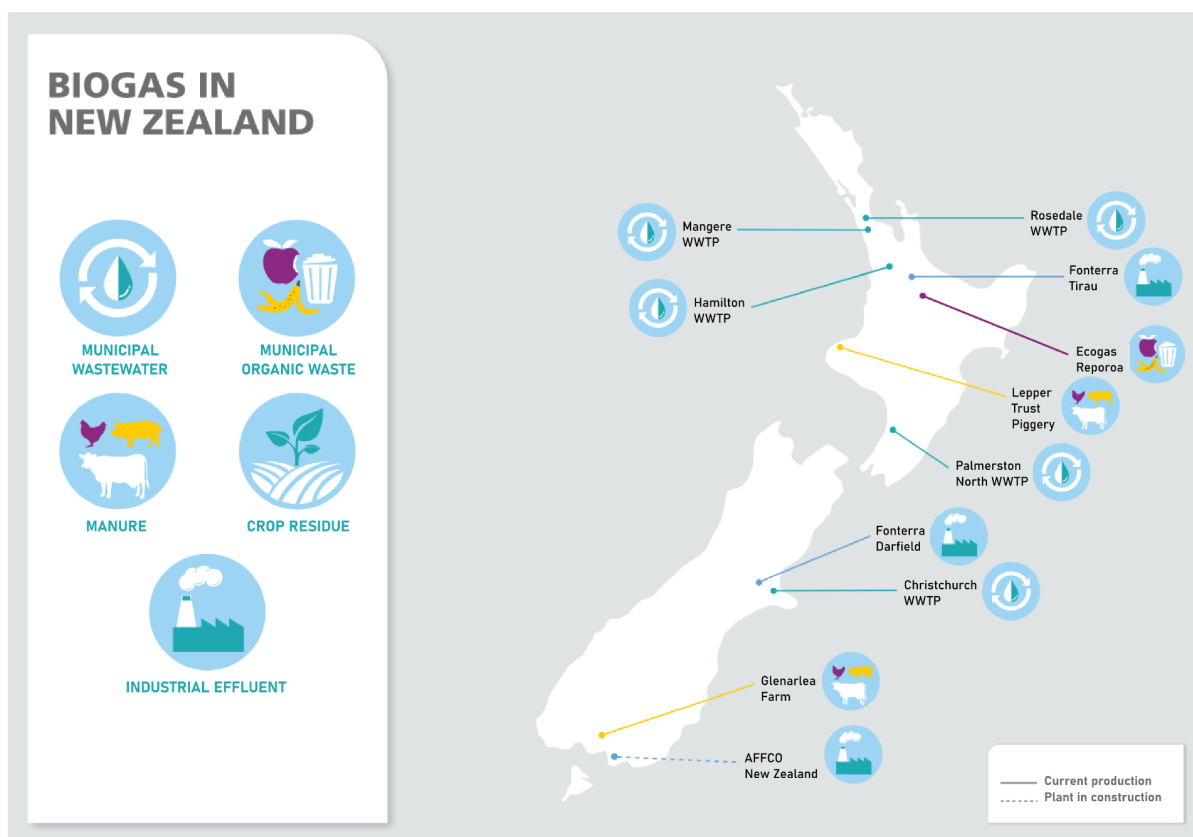 BIOGAS IN
NEW ZEALAND
MUNICIPAL
WASTEWATER
MUNICIPAL
ORGANIC WASTE
MANURE
CROP RESIDUE
INDUSTRIAL EFFLUENT
Mangere
WWTP
Rosedale
WWTP
Hamilton
WWTP
Fonterra
Tirau
Ecogas
Reporoa
Lepper
Trust
Piggery
Palmerston
North WWTP
Fonterra
Darfield
Christchurch
WWTP
Glenarlea
Farm
AFFCO
New Zealand
Current production
Plant in construction